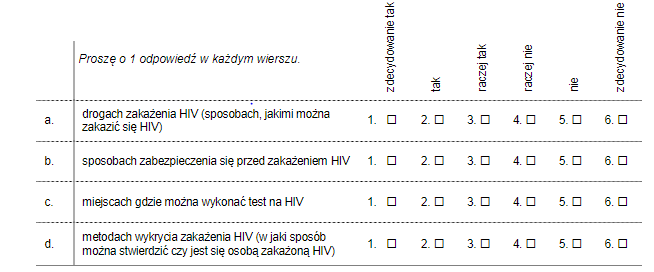 Proszę o 1 odpowiedź w każdym wierszu.
zdecydowanie tak
tak
raczej tak
raczej nie
nie
zdecydowanie nie
a. drogach zakażenia HIV (sposobach, jakimi można
zakazić się HIV) 1. ☐ 2. ☐ 3. ☐ 4. ☐ 5. ☐ 6. ☐
b. sposobach zabezpieczenia się przed zakażeniem HIV 1. ☐ 2. ☐ 3. ☐ 4. ☐ 5. ☐ 6. ☐
c. miejscach gdzie można wykonać test na HIV 1. ☐ 2. ☐ 3. ☐ 4. ☐ 5. ☐ 6. ☐
d. metodach wykrycia zakażenia HIV (w jaki sposób
można stwierdzić czy jest się osobą zakażoną HIV) 1. ☐ 2. ☐ 3. ☐ 4. ☐ 5. ☐ 6. ☐